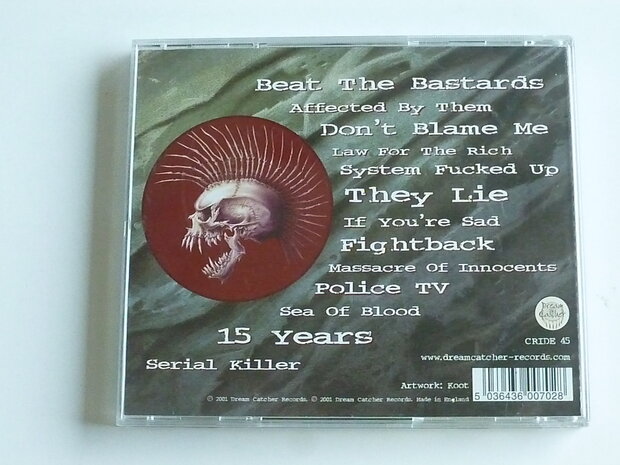 Beat The Bastards
Affected By Them
Don't Blame Me
Law For The Rich
System Fucked Up
They Lie
If You're Sad
Fightback
Massacre Of Innocents
Police TV
Sea Of Blood
15 Years
Serial Killer
Dream
Catcher
CRIDE 45
www.dreamcatcher-records.com
Artwork: Koot
© 2001 Dream Catcher Records. © 2001 Dream Catcher Records. Made in England
5 036436 007028